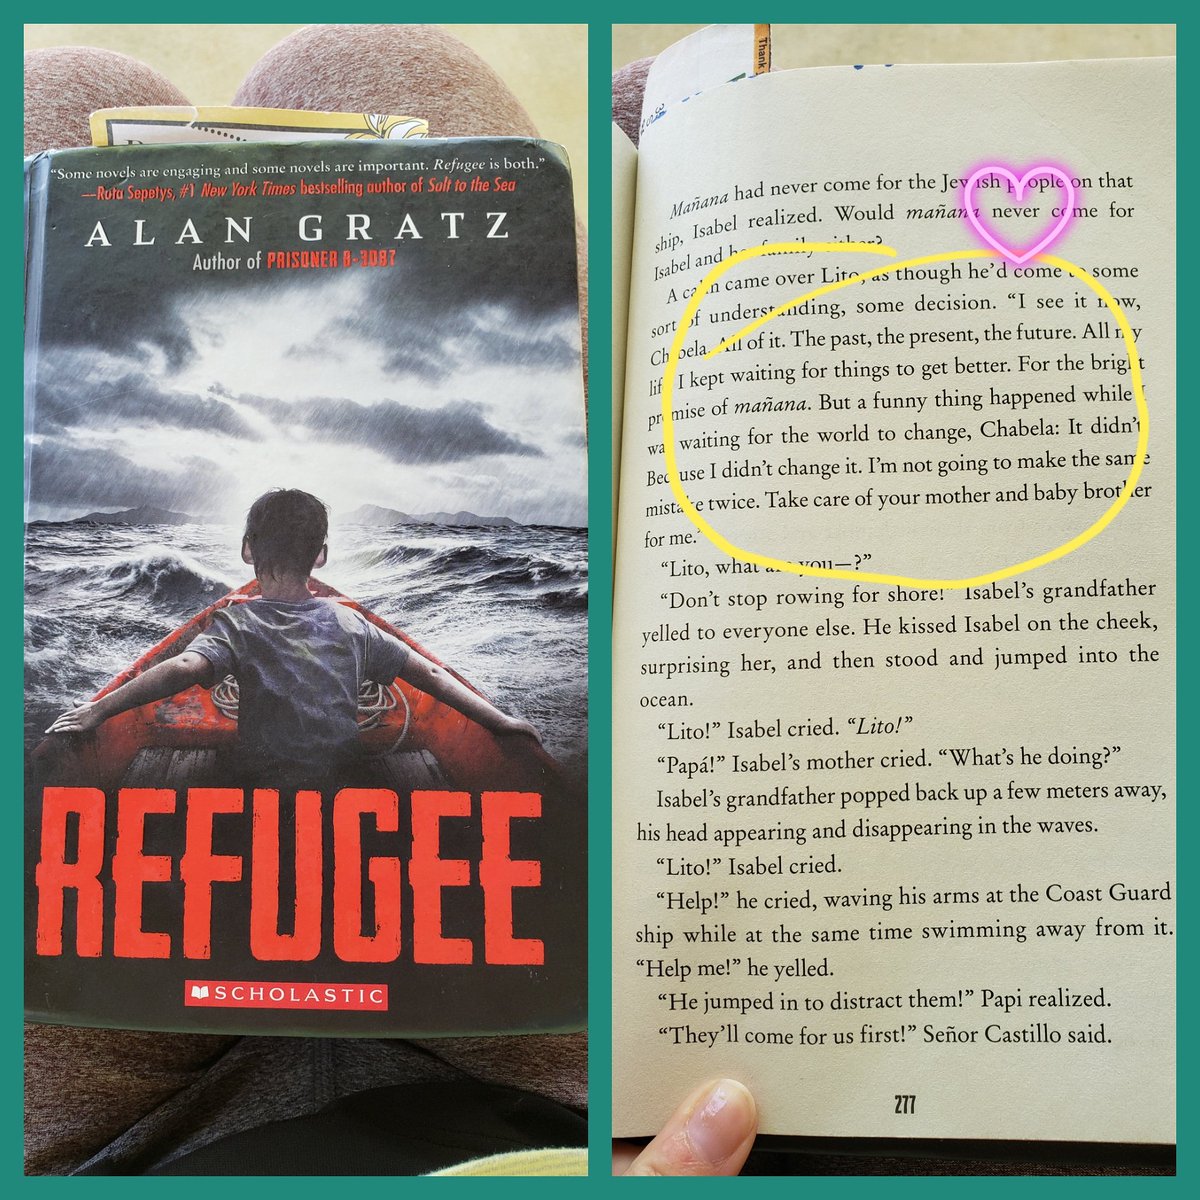 “Some novels are engaging and some novels are important. Refugee is both.”
—Ruta Sepetys, #1 New York Times bestselling author of Salt to the Sea
ALAN GRATZ
Author of PRISONER B-3087
REFUGEE
SCHOLASTIC
Thank
Mañana had never come for the Jewish people on that
ship, Isabel realized. Would mañana never come for
Isabel and her family either?
A calm came over Lito, as though he’d come to some
sort of understanding, some decision. “I see it now,
Chabela. All of it. The past, the present, the future. All my
life I kept waiting for things to get better. For the bright
promise of mañana. But a funny thing happened while I
was waiting for the world to change, Chabela: It didn’t.
Because I didn’t change it. I’m not going to make the same
mistake twice. Take care of your mother and baby brother
for me.”
“Lito, what are you—?”
“Don’t stop rowing for shore!” Isabel’s grandfather
yelled to everyone else. He kissed Isabel on the cheek,
surprising her, and then stood and jumped into the
ocean.
“Lito!” Isabel cried. “Lito!”
“Papá!” Isabel’s mother cried. “What’s he doing?”
Isabel’s grandfather popped back up a few meters away,
his head appearing and disappearing in the waves.
“Lito!” Isabel cried.
“Help!” he cried, waving his arms at the Coast Guard
ship while at the same time swimming away from it.
“Help me!” he yelled.
“He jumped in to distract them!” Papi realized.
“They’ll come for us first!” Señor Castillo said.
277